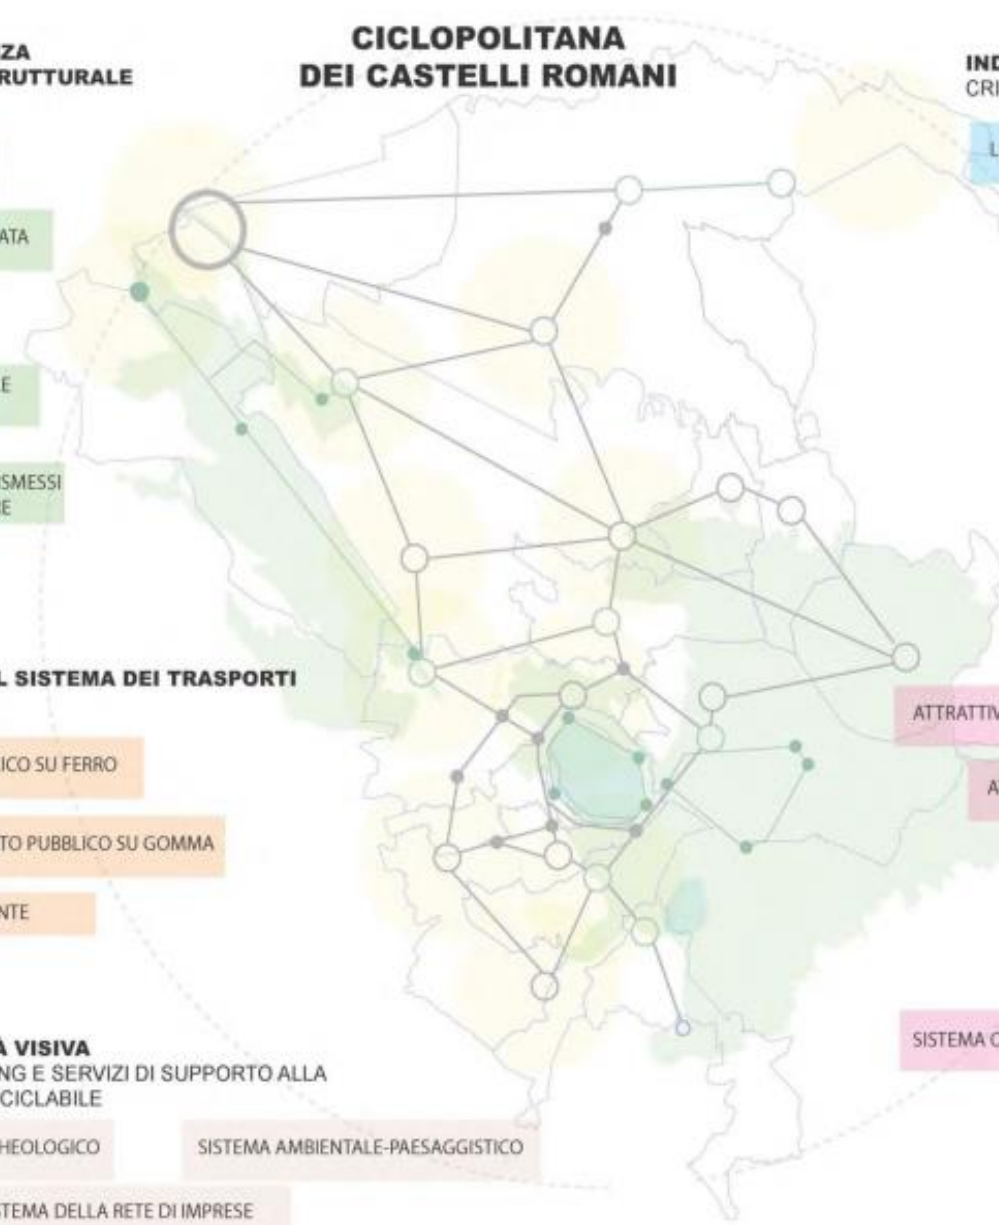 CICLOPOLITANA
DEI CASTELLI ROMANI
ZA
RUTTURALE
IND
CRI
L
ATA
E
ISMESSI
RE
L SISTEMA DEI TRASPORTI
ICO SU FERRO
TO PUBBLICO SU GOMMA
NTE
ATTRATTIV
A
SISTEMA C
À VISIVA
NG E SERVIZI DI SUPPORTO ALLA
CICLABILE
HEOLOGICO
SISTEMA AMBIENTALE-PAESAGGISTICO
STEMA DELLA RETE DI IMPRESE